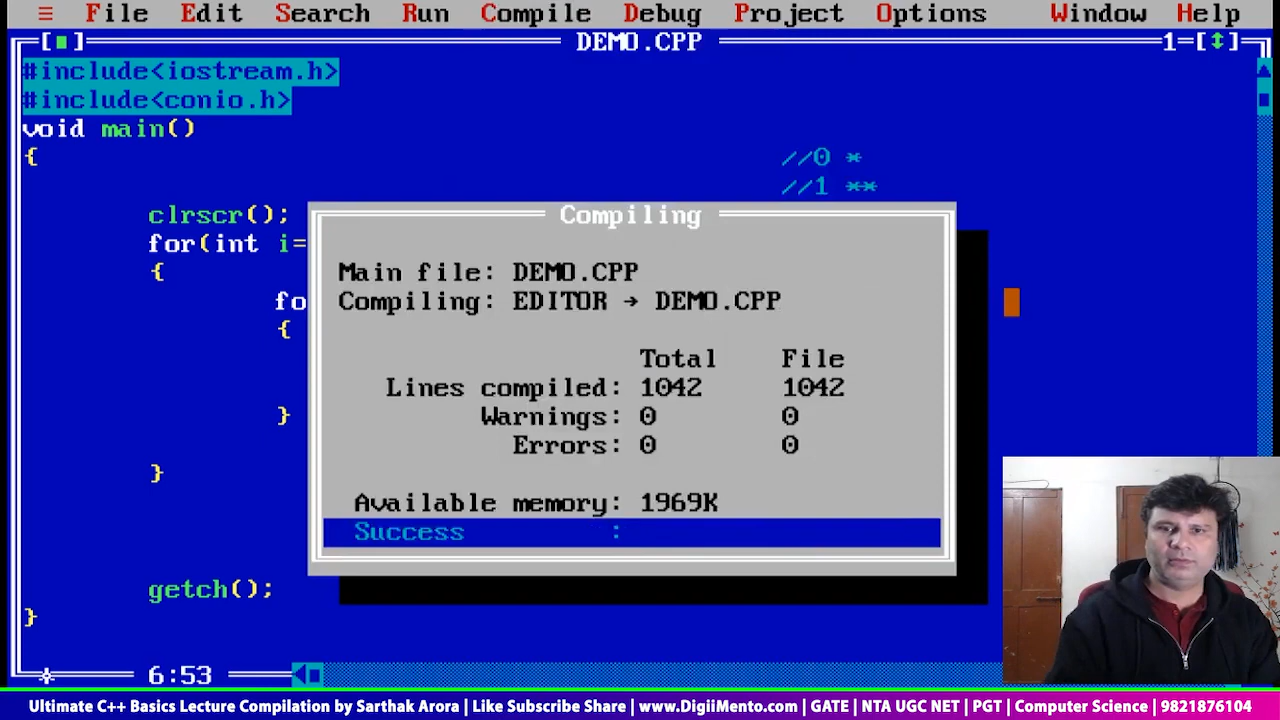 ≡ File Edit Search Run Compile Debug Project Options Window Help
[■] DEMO.CPP 1=[↕]
#include<iostream.h>
#include<conio.h>
void main()
{ //0 *
//1 **
clrscr();
for(int i=
{
fo
{
}
}
getch();
}
Compiling
Main file: DEMO.CPP
Compiling: EDITOR → DEMO.CPP
Total File
Lines compiled: 1042 1042
Warnings: 0 0
Errors: 0 0
Available memory: 1969K
Success :
6:53
Ultimate C++ Basics Lecture Compilation by Sarthak Arora | Like Subscribe Share | www.DigiiMento.com | GATE | NTA UGC NET | PGT | Computer Science | 9821876104